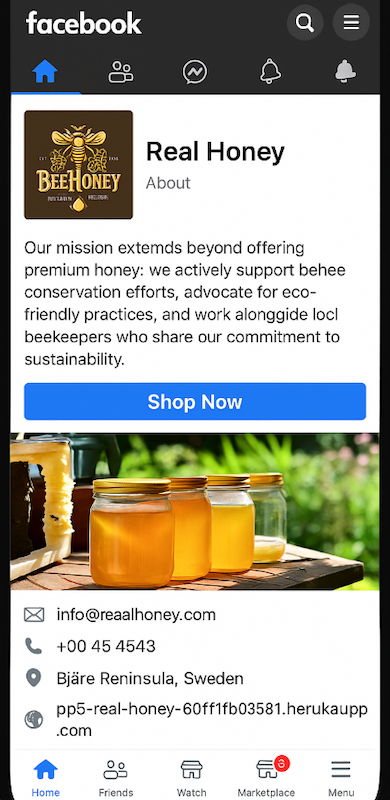 facebook
BEEHONEY
Real Honey
About
Our mission extemds beyond offering
premium honey: we actively support behee
conservation efforts, advocate for eco-
friendly practices, and work alonggide locl
beekeepers who share our commitment to
sustainability.
Shop Now
info@reaalhoney.com
+00 45 4543
Bjäre Reninsula, Sweden
pp5-real-honey-60ff1fb03581.herukaupp
.com
Home Friends Watch Marketplace Menu